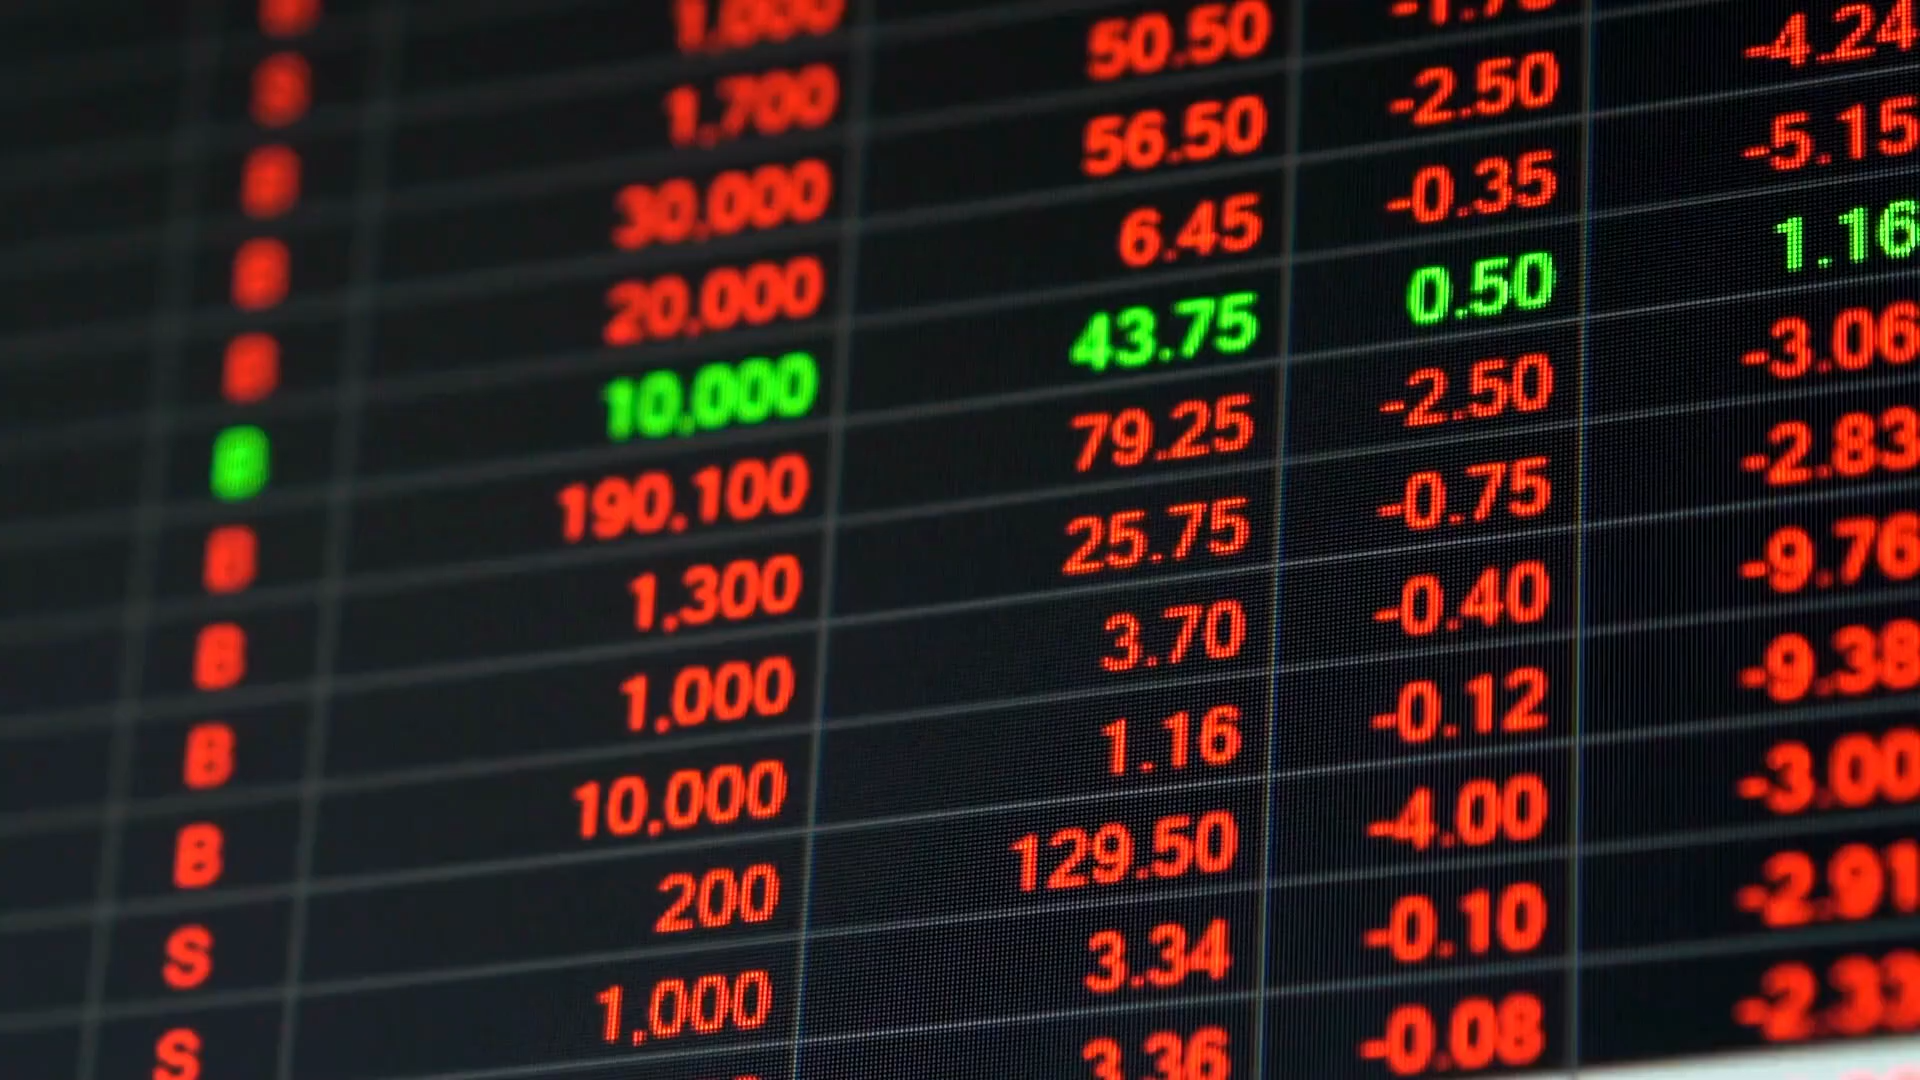 S
B 1,700 50.50
B 30,000 56.50 -2.50 -4.24
B 20,000 6.45 -0.35 -5.15
B 10,000 43.75 0.50 1.16
B 190,100 79.25 -2.50 -3.06
B 1,300 25.75 -0.75 -2.83
B 1,000 3.70 -0.40 -9.76
B 10,000 1.16 -0.12 -9.38
S 200 129.50 -4.00 -3.00
S 1,000 3.34 -0.10 -2.91
3.36 -0.08 -2.33